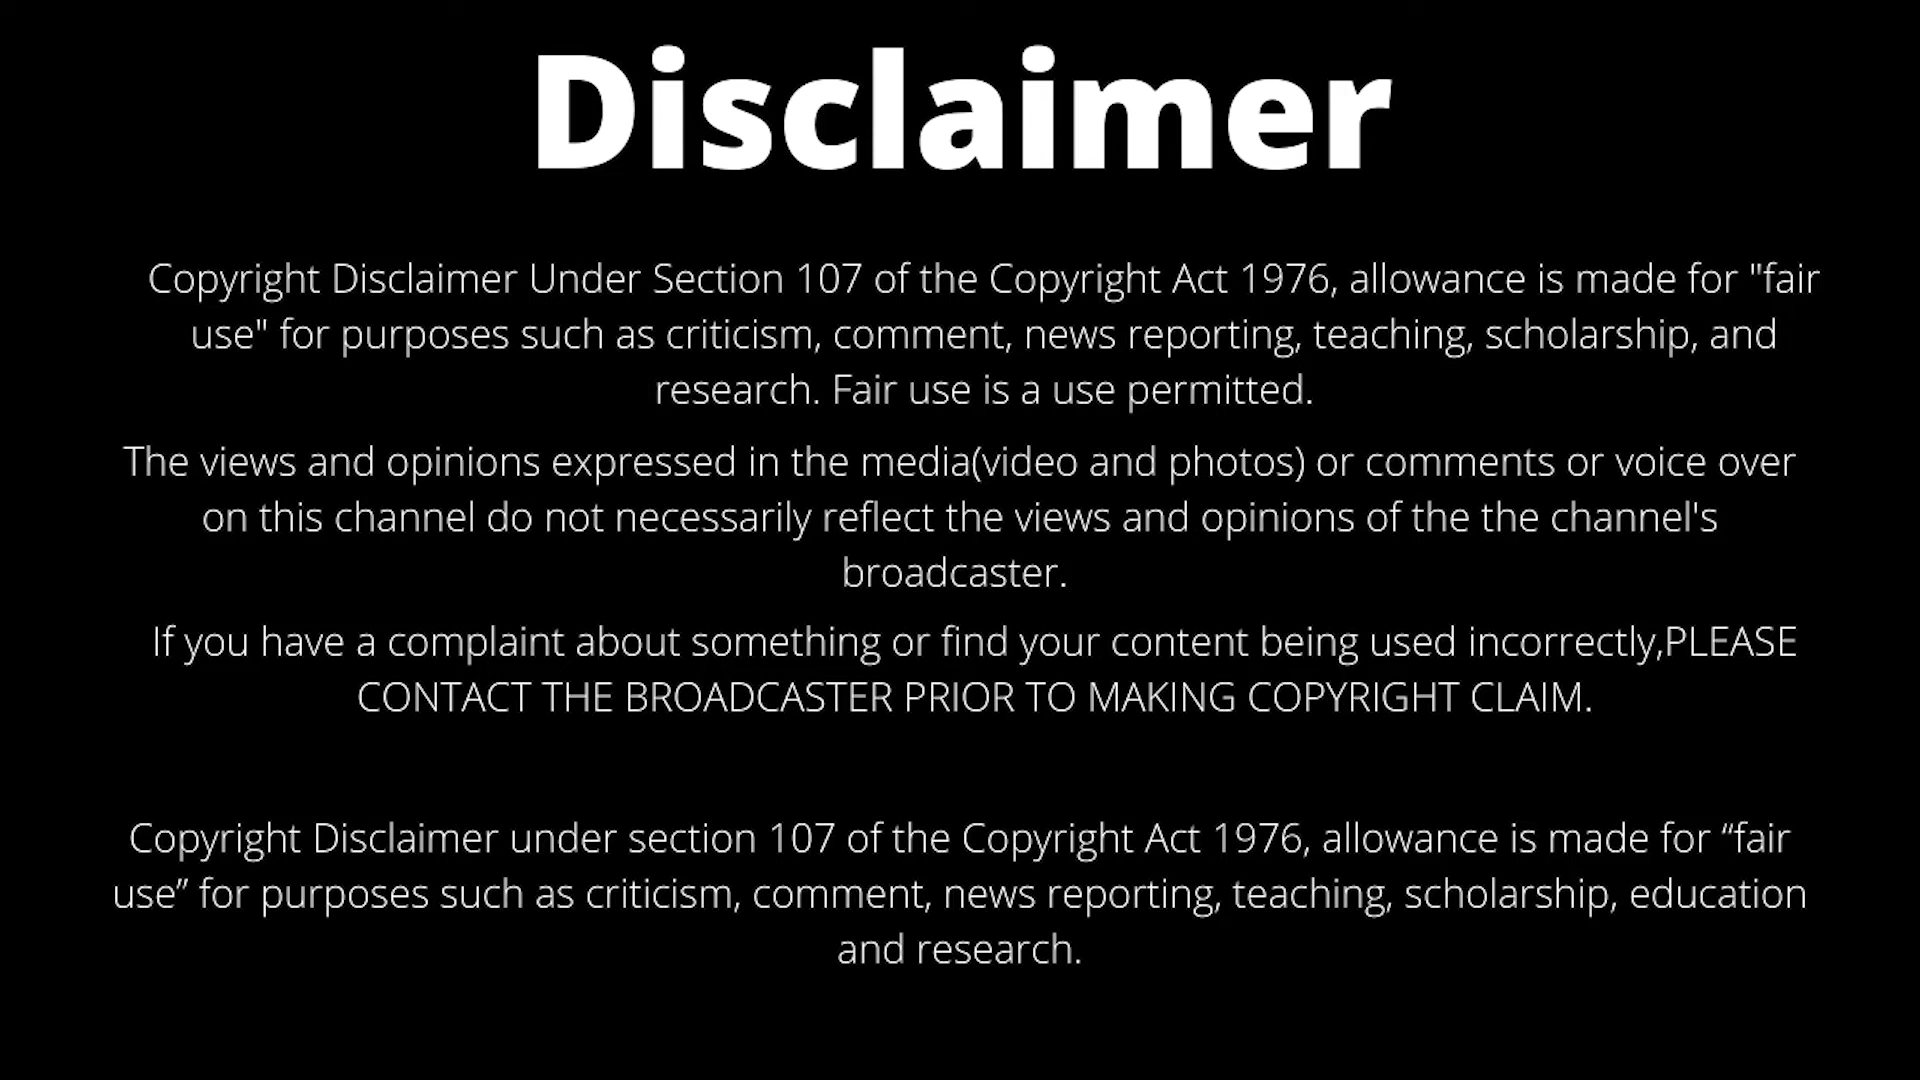 Disclaimer
Copyright Disclaimer Under Section 107 of the Copyright Act 1976, allowance is made for "fair
use" for purposes such as criticism, comment, news reporting, teaching, scholarship, and
research. Fair use is a use permitted.
The views and opinions expressed in the media(video and photos) or comments or voice over
on this channel do not necessarily reflect the views and opinions of the the channel's
broadcaster.
If you have a complaint about something or find your content being used incorrectly,PLEASE
CONTACT THE BROADCASTER PRIOR TO MAKING COPYRIGHT CLAIM.
Copyright Disclaimer under section 107 of the Copyright Act 1976, allowance is made for “fair
use” for purposes such as criticism, comment, news reporting, teaching, scholarship, education
and research.